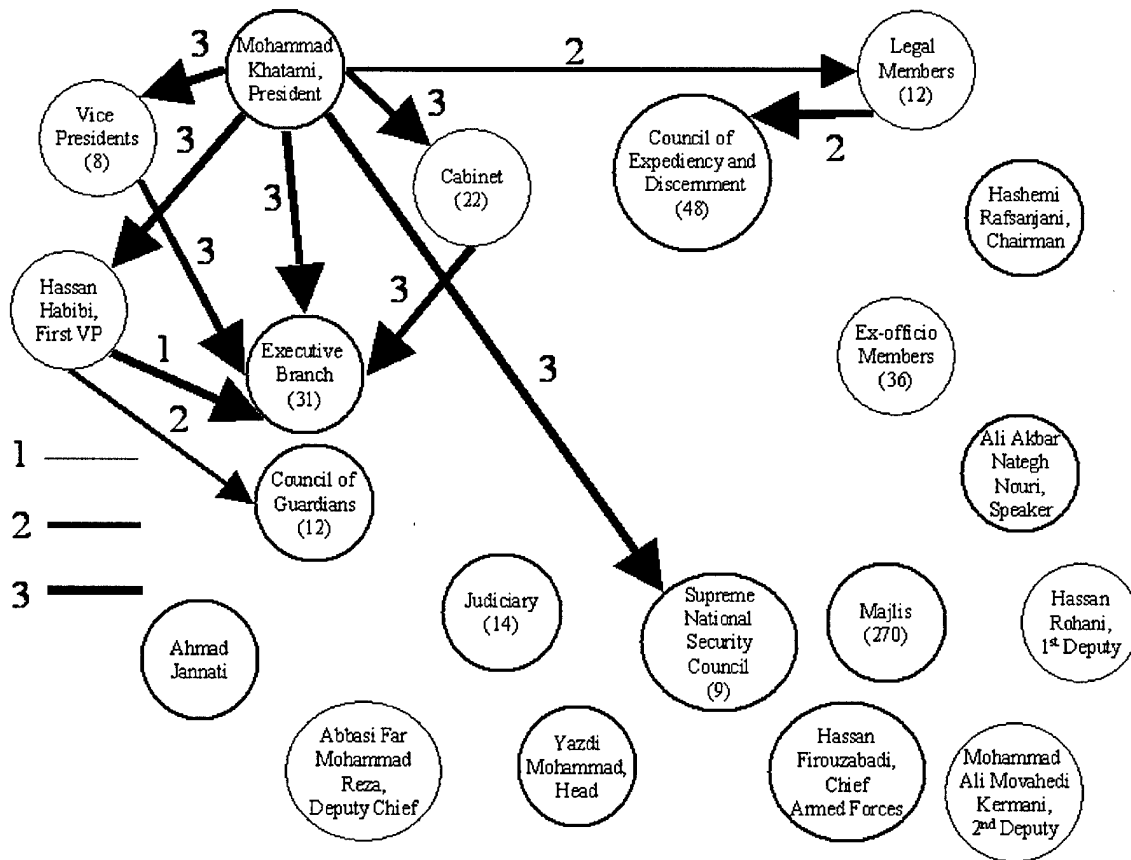 3
Mohammad
Khatami,
President
2
Legal
Members
(12)
3
Vice
Presidents
(8)
3
3
Cabinet
(22)
Council of
Expediency and
Discernment
(48)
2
Hashemi
Rafsanjani,
Chairman
3
3
Hassan
Habibi,
First VP
3
1
Executive
Branch
(31)
3
Ex-officio
Members
(36)
2
1
Council of
Guardians
(12)
Ali Akbar
Nategh
Nouri,
Speaker
2
3
Ahmad
Jannati
Judiciary
(14)
Supreme
National
Security
Council
(9)
Majlis
(270)
Hassan
Rohani,
1st Deputy
Abbasi Far
Mohammad
Reza,
Deputy Chief
Yazdi
Mohammad,
Head
Hassan
Firouzabadi,
Chief
Armed Forces
Mohammad
Ali Movahedi
Kermani,
2nd Deputy